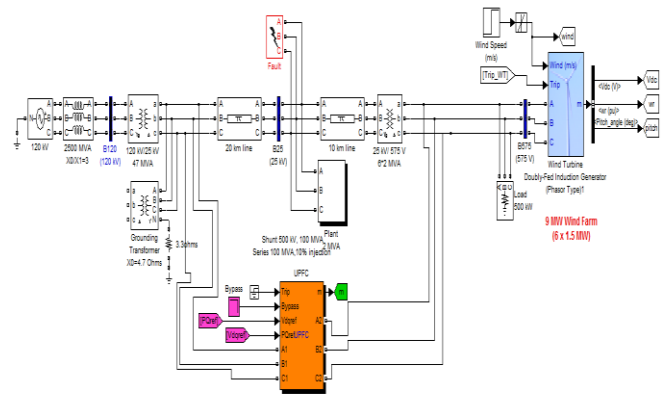 A
B
C
Fault
Wind Speed
(m/s)
wind
[Trip_WT]
Wind (m/s)
Trip
m
A
B
C
<Vdc (V)>
Vdc
<wr (pu)>
wr
<Pitch_angle (deg)>
pitch
N
A
B
C
120 kV
2500 MVA
X0/X1=3
B120
(120 kV)
120 kV/25 kV
47 MVA
20 km line
B25
(25 kV)
10 km line
25 kV/ 575 V
6*2 MVA
B575
(575 V)
Wind Turbine
Doubly-Fed Induction Generator
(Phasor Type)1
Load
500 kW
9 MW Wind Farm
(6 x 1.5 MW)
A
B
C
Plant
2 MVA
Grounding
Transformer
X0=4.7 Ohms
3.3ohms
Shunt 500 kV, 100 MVA
Series 100 MVA,10% injection
UPFC
Bypass
[PQref]
[Vdqref]
Trip
Bypass
Vdqref
PQrefUPFC
A1
B1
C1
m
A2
B2
C2
m